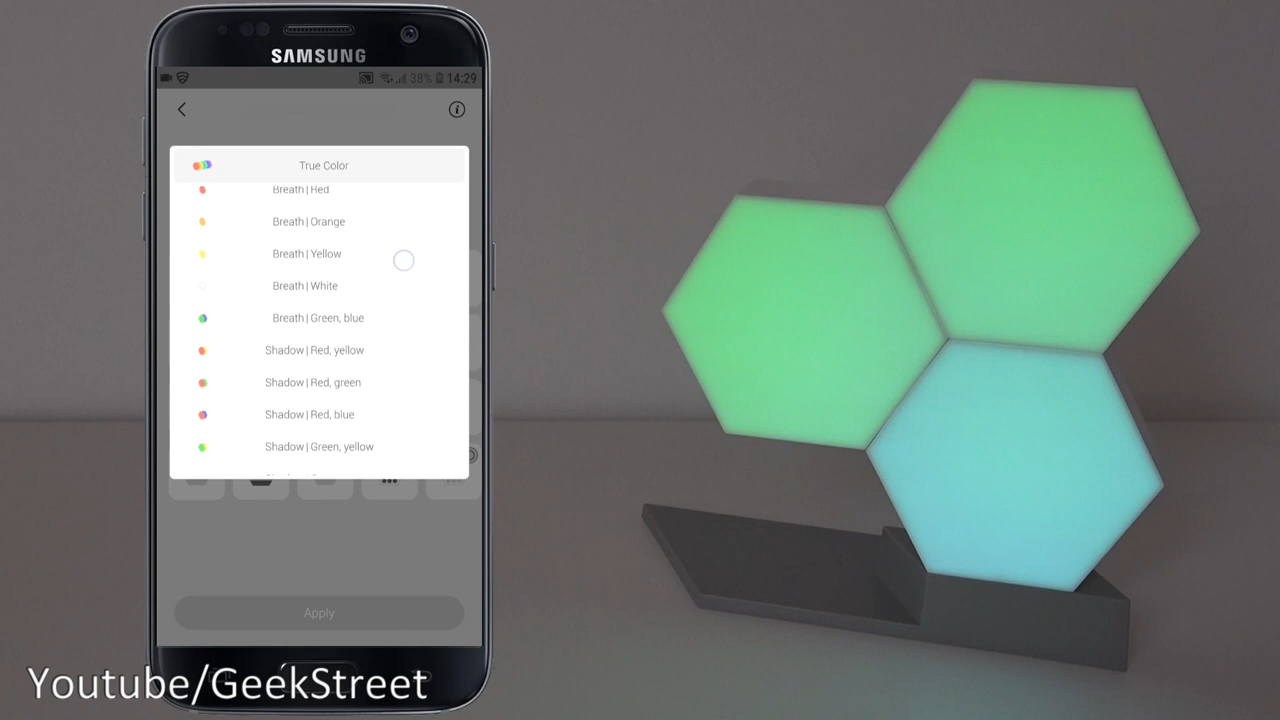 SAMSUNG
38% 14:29
True Color
Breath | Red
Breath | Orange
Breath | Yellow
Breath | White
Breath | Green, blue
Shadow | Red, yellow
Shadow | Red, green
Shadow | Red, blue
Shadow | Green, yellow
Apply
Youtube/GeekStreet